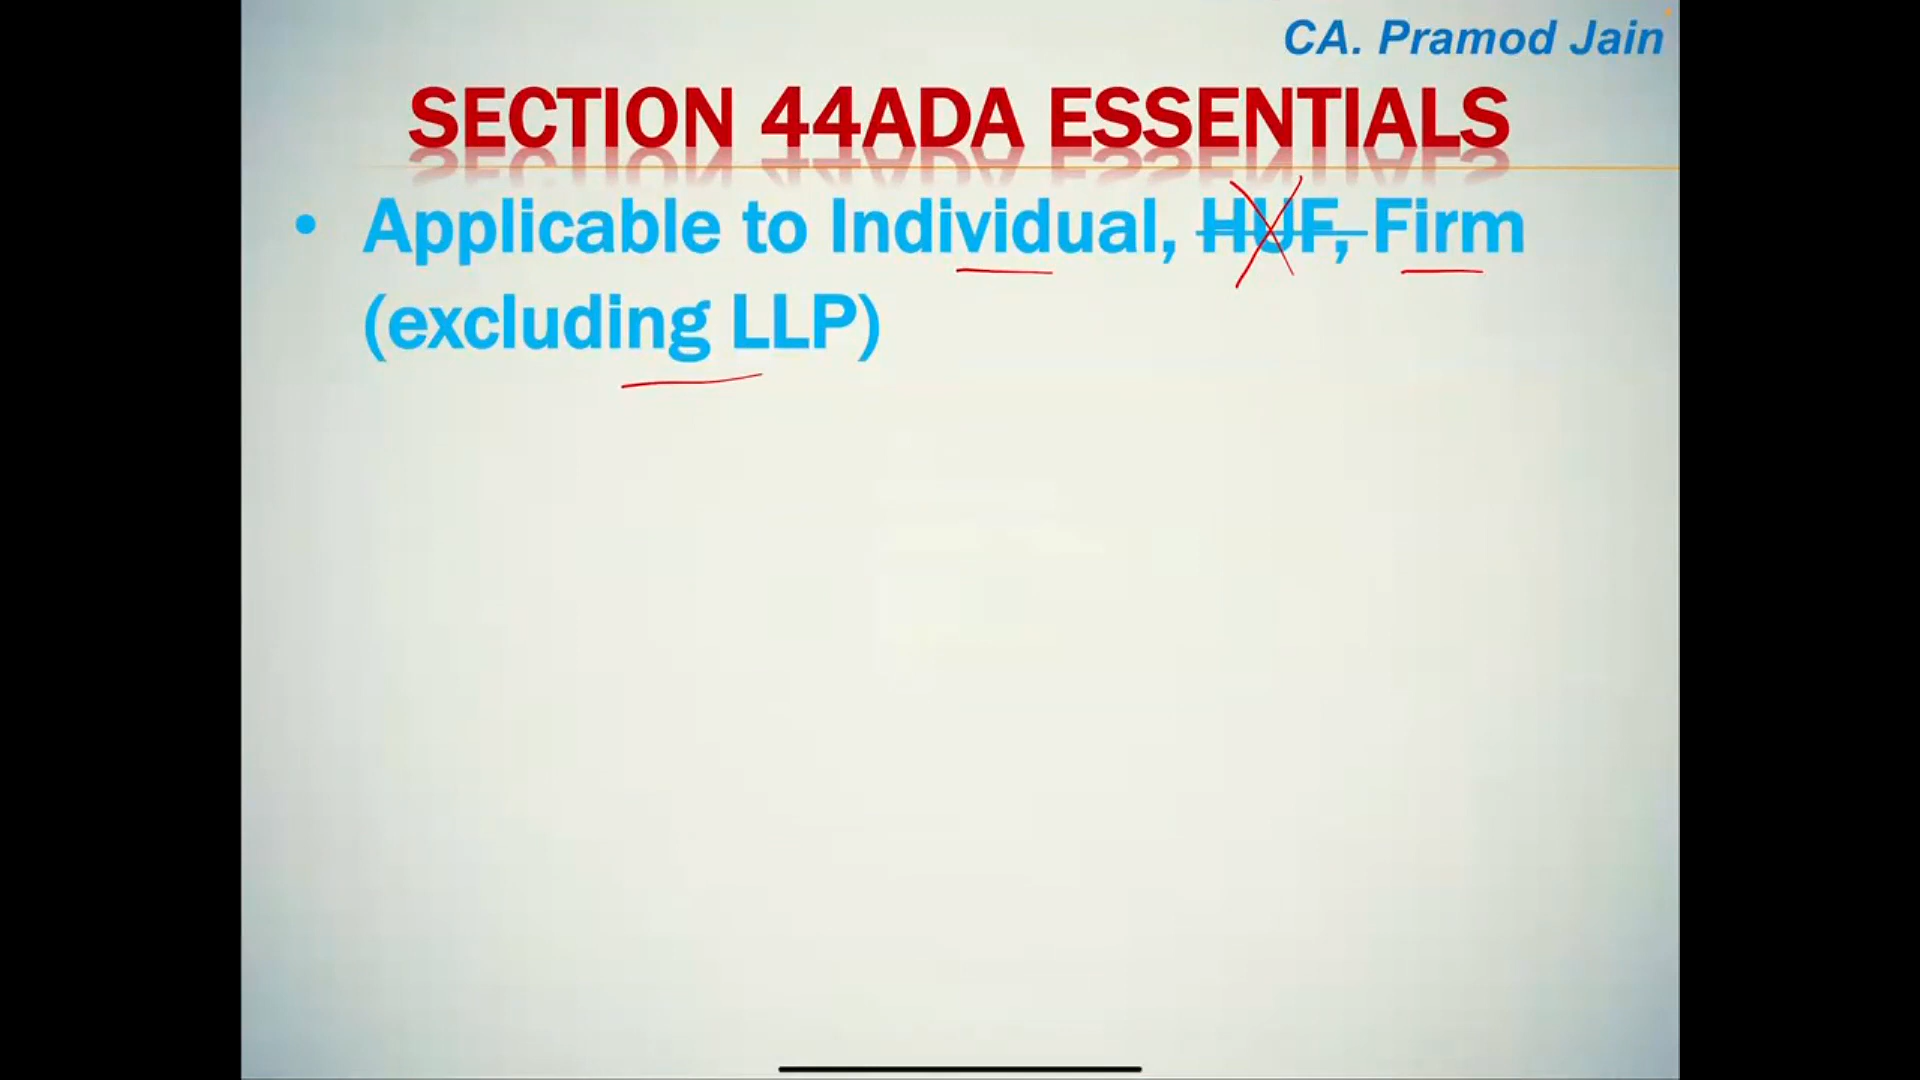 CA. Pramod Jain
SECTION 44ADA ESSENTIALS
• Applicable to Individual, HUF, Firm
(excluding LLP)